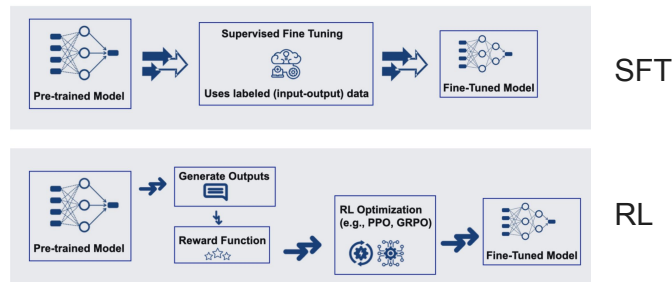 Supervised Fine Tuning
Pre-trained Model
Uses labeled (input-output) data
Fine-Tuned Model
SFT
Generate Outputs
Pre-trained Model
Reward Function
RL Optimization
(e.g., PPO, GRPO)
Fine-Tuned Model
RL